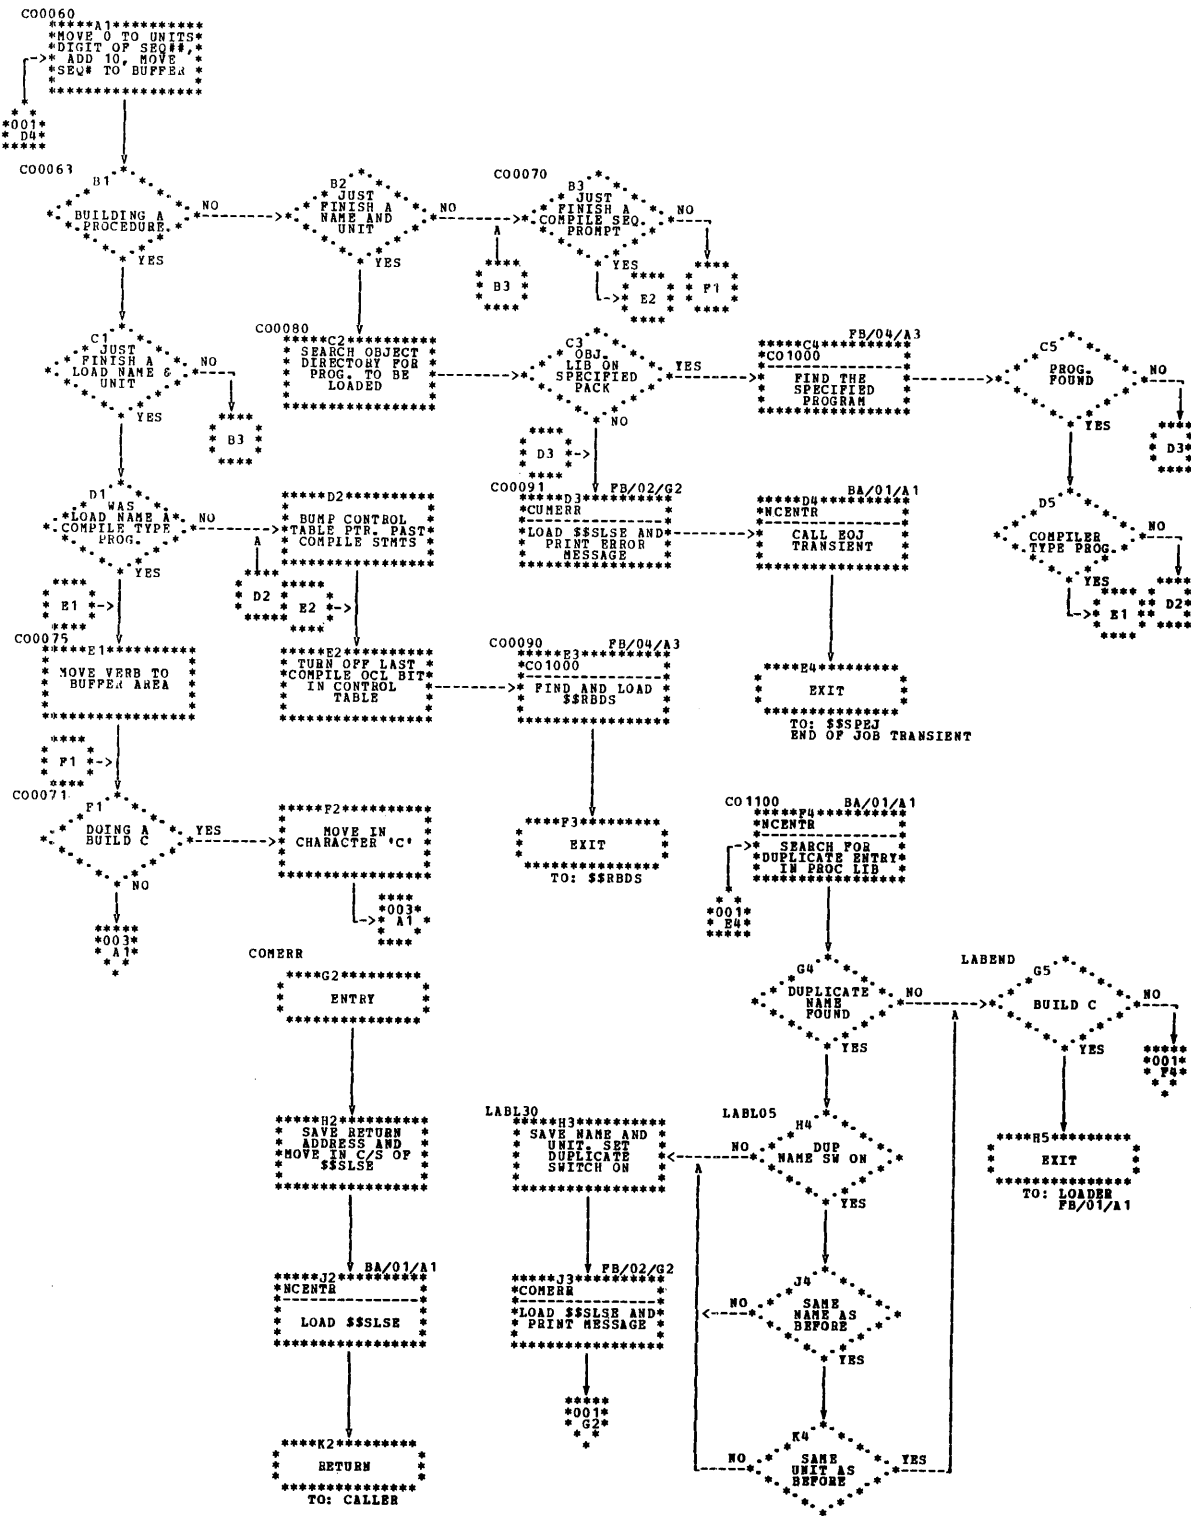 CO0060
A1
MOVE 0 TO UNITS
DIGIT OF SEQ##,
ADD 10, MOVE
SEQ# TO BUFFER
001
D4
CO0063
B1
BUILDING A
PROCEDURE
NO
YES
B2
JUST
FINISH A
NAME AND
UNIT
NO
YES
A
B3
CO0070
B3
JUST
FINISH A
COMPILE SEQ
PROMPT
NO
YES
E2
F1
C1
JUST
FINISH A
LOAD NAME &
UNIT
NO
YES
B3
CO0080
C2
SEARCH OBJECT
DIRECTORY FOR
PROG. TO BE
LOADED
C3
OBJ.
LIB ON
SPECIFIED
PACK
YES
NO
D3
FB/04/A3
C4
CO1000
FIND THE
SPECIFIED
PROGRAM
C5
PROG.
FOUND
NO
YES
D3
D1
WAS
LOAD NAME A
COMPILE TYPE
PROG.
NO
YES
A
D2
E1
D2
BUMP CONTROL
TABLE PTR. PAST
COMPILE STMTS
E2
CO0091
FB/02/G2
D3
CUMERR
LOAD $$SLSE AND
PRINT ERROR
MESSAGE
BA/01/A1
D4
NCENTR
CALL EOJ
TRANSIENT
D5
COMPILER
TYPE PROG.
NO
YES
E1
D2
CO0075
E1
MOVE VERB TO
BUFFER AREA
E2
TURN OFF LAST
COMPILE OCL BIT
IN CONTROL
TABLE
CO0090
FB/04/A3
E3
CO1000
FIND AND LOAD
$$RBDS
E4
EXIT
TO: $$SPEJ
END OF JOB TRANSIENT
F1
CO0071
F1
DOING A
BUILD C
YES
NO
003
A1
F2
MOVE IN
CHARACTER 'C'
003
A1
F3
EXIT
TO: $$RBDS
CO1100
BA/01/A1
F4
NCENTR
SEARCH FOR
DUPLICATE ENTRY
IN PROC LIB
001
E4
COMERR
G2
ENTRY
G4
DUPLICATE
NAME
FOUND
NO
YES
A
LABEND
G5
BUILD C
NO
YES
001
F4
H2
SAVE RETURN
ADDRESS AND
MOVE IN C/S OF
$$SLSE
LABL30
H3
SAVE NAME AND
UNIT. SET
DUPLICATE
SWITCH ON
A
LABL05
H4
DUP
NAME SW ON
NO
YES
H5
EXIT
TO: LOADER
FB/01/A1
BA/01/A1
J2
NCENTR
LOAD $$SLSE
FB/02/G2
J3
COMERR
LOAD $$SLSE AND
PRINT MESSAGE
001
G2
J4
SAME
NAME AS
BEFORE
NO
YES
K2
RETURN
TO: CALLER
K4
SAME
UNIT AS
BEFORE
NO
YES